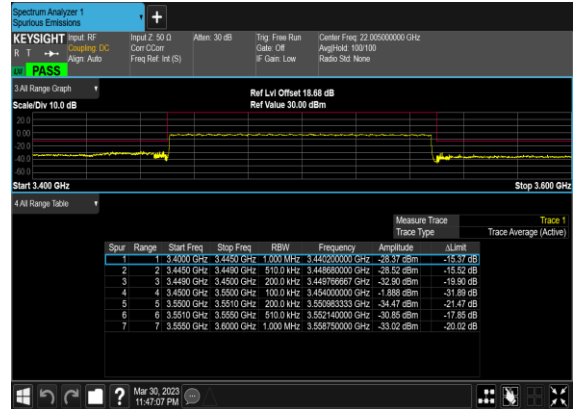 Spectrum Analyzer 1
Spurious Emissions
+
KEYSIGHT Input: RF Input Z: 50 Ω Atten: 30 dB Trig: Free Run Center Freq: 22.005000000 GHz
R T Coupling: DC Corr CCorr Gate: Off Avg|Hold: 100/100
Align: Auto Freq Ref: Int (S) IF Gain: Low Radio Std: None
PASS
3 All Range Graph
Ref Lvl Offset 18.68 dB
Scale/Div 10.0 dB Ref Value 30.00 dBm
20.0
0.00
-20.0
-40.0
-60.0
Start 3.400 GHz Stop 3.600 GHz
4 All Range Table
Measure Trace Trace 1
Trace Type Trace Average (Active)
Spur Range Start Freq Stop Freq RBW Frequency Amplitude ΔLimit
1 1 3.4000 GHz 3.4450 GHz 1.000 MHz 3.440200000 GHz -28.37 dBm -15.37 dB
2 2 3.4450 GHz 3.4490 GHz 510.0 kHz 3.448680000 GHz -28.52 dBm -15.52 dB
3 3 3.4490 GHz 3.4500 GHz 200.0 kHz 3.449766667 GHz -32.90 dBm -19.90 dB
4 4 3.4500 GHz 3.5500 GHz 100.0 kHz 3.454000000 GHz -1.888 dBm -31.89 dB
5 5 3.5500 GHz 3.5510 GHz 200.0 kHz 3.550983333 GHz -34.47 dBm -21.47 dB
6 6 3.5510 GHz 3.5550 GHz 510.0 kHz 3.552140000 GHz -30.85 dBm -17.85 dB
7 7 3.5550 GHz 3.6000 GHz 1.000 MHz 3.558750000 GHz -33.02 dBm -20.02 dB
?
Mar 30, 2023
11:47:07 PM